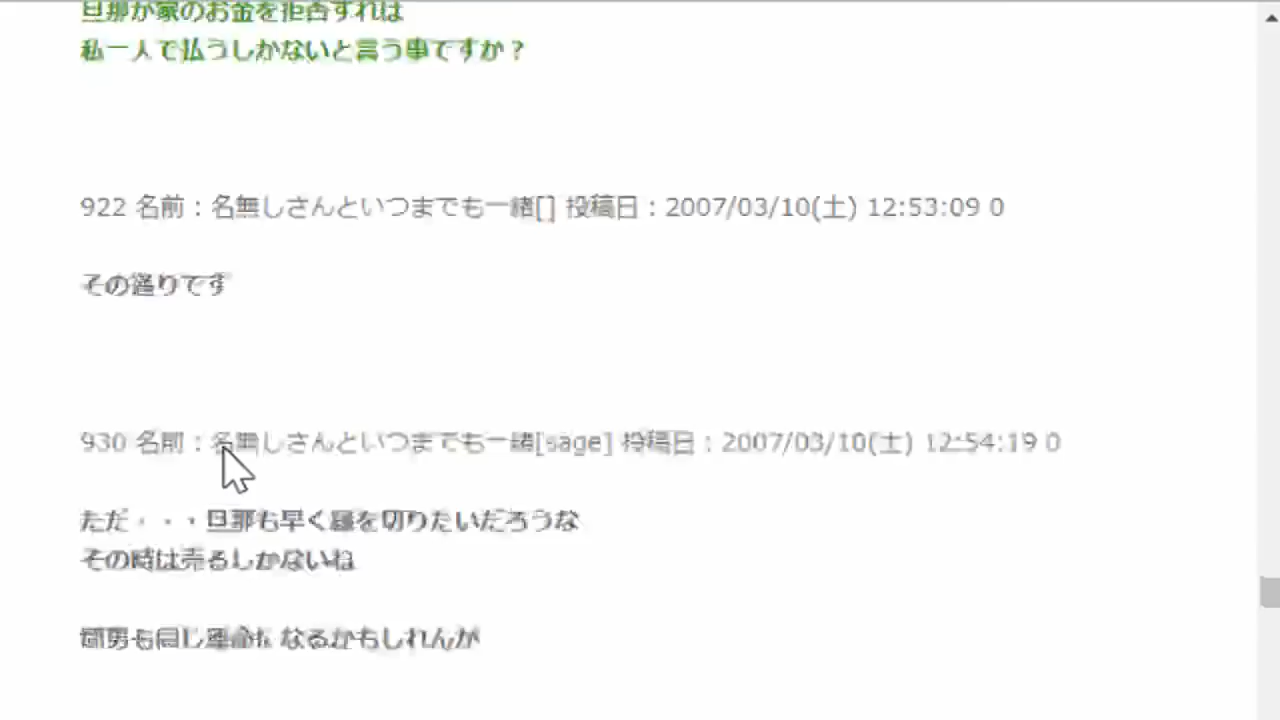 旦那が家のお金を拒否すれば
私一人で払うしかないと言う事ですか？
922 名前：名無しさんといつまでも一緒[] 投稿日：2007/03/10(土) 12:53:09 0
その通りです
930 名前：名無しさんといつまでも一緒[sage] 投稿日：2007/03/10(土) 12:54:19 0
ただ・・・旦那も早く縁を切りたいだろうな
その時は売るしかないね
間男も同じ運命になるかもしれんが